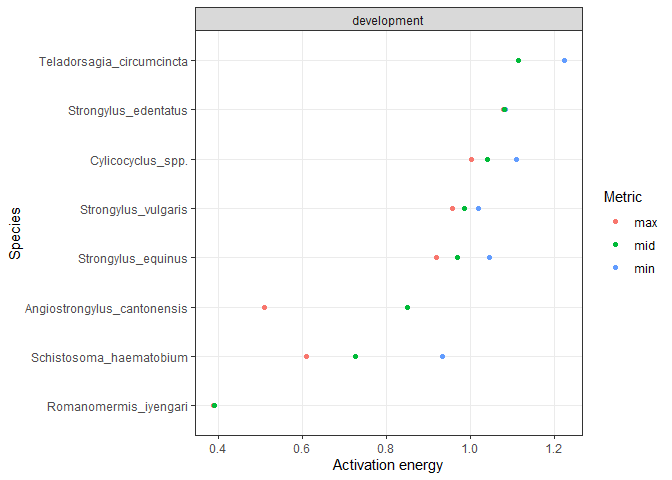 development
Teladorsagia_circumcincta
Strongylus_edentatus
Cylicocyclus_spp.
Strongylus_vulgaris
Strongylus_equinus
Angiostrongylus_cantonensis
Schistosoma_haematobium
Romanomermis_iyengari
Species
0.4 0.6 0.8 1.0 1.2
Activation energy
Metric
max
mid
min